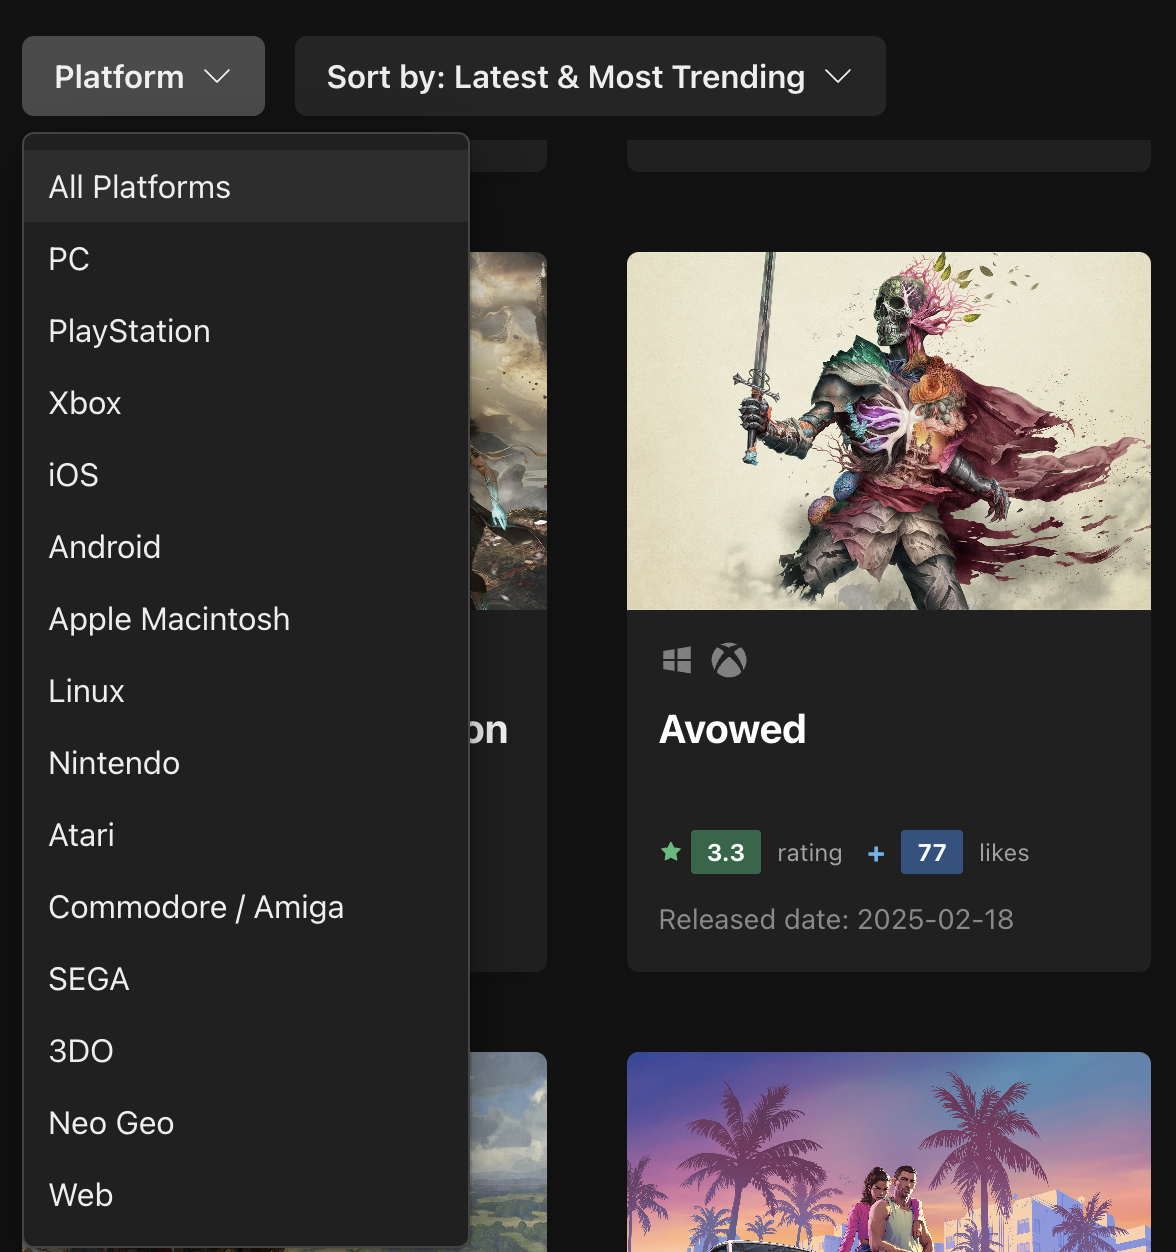 Platform
Sort by: Latest & Most Trending
All Platforms
PC
PlayStation
Xbox
iOS
Android
Apple Macintosh
Linux
Nintendo
Atari
Commodore / Amiga
SEGA
3DO
Neo Geo
Web
on
Avowed
3.3 rating + 77 likes
Released date: 2025-02-18